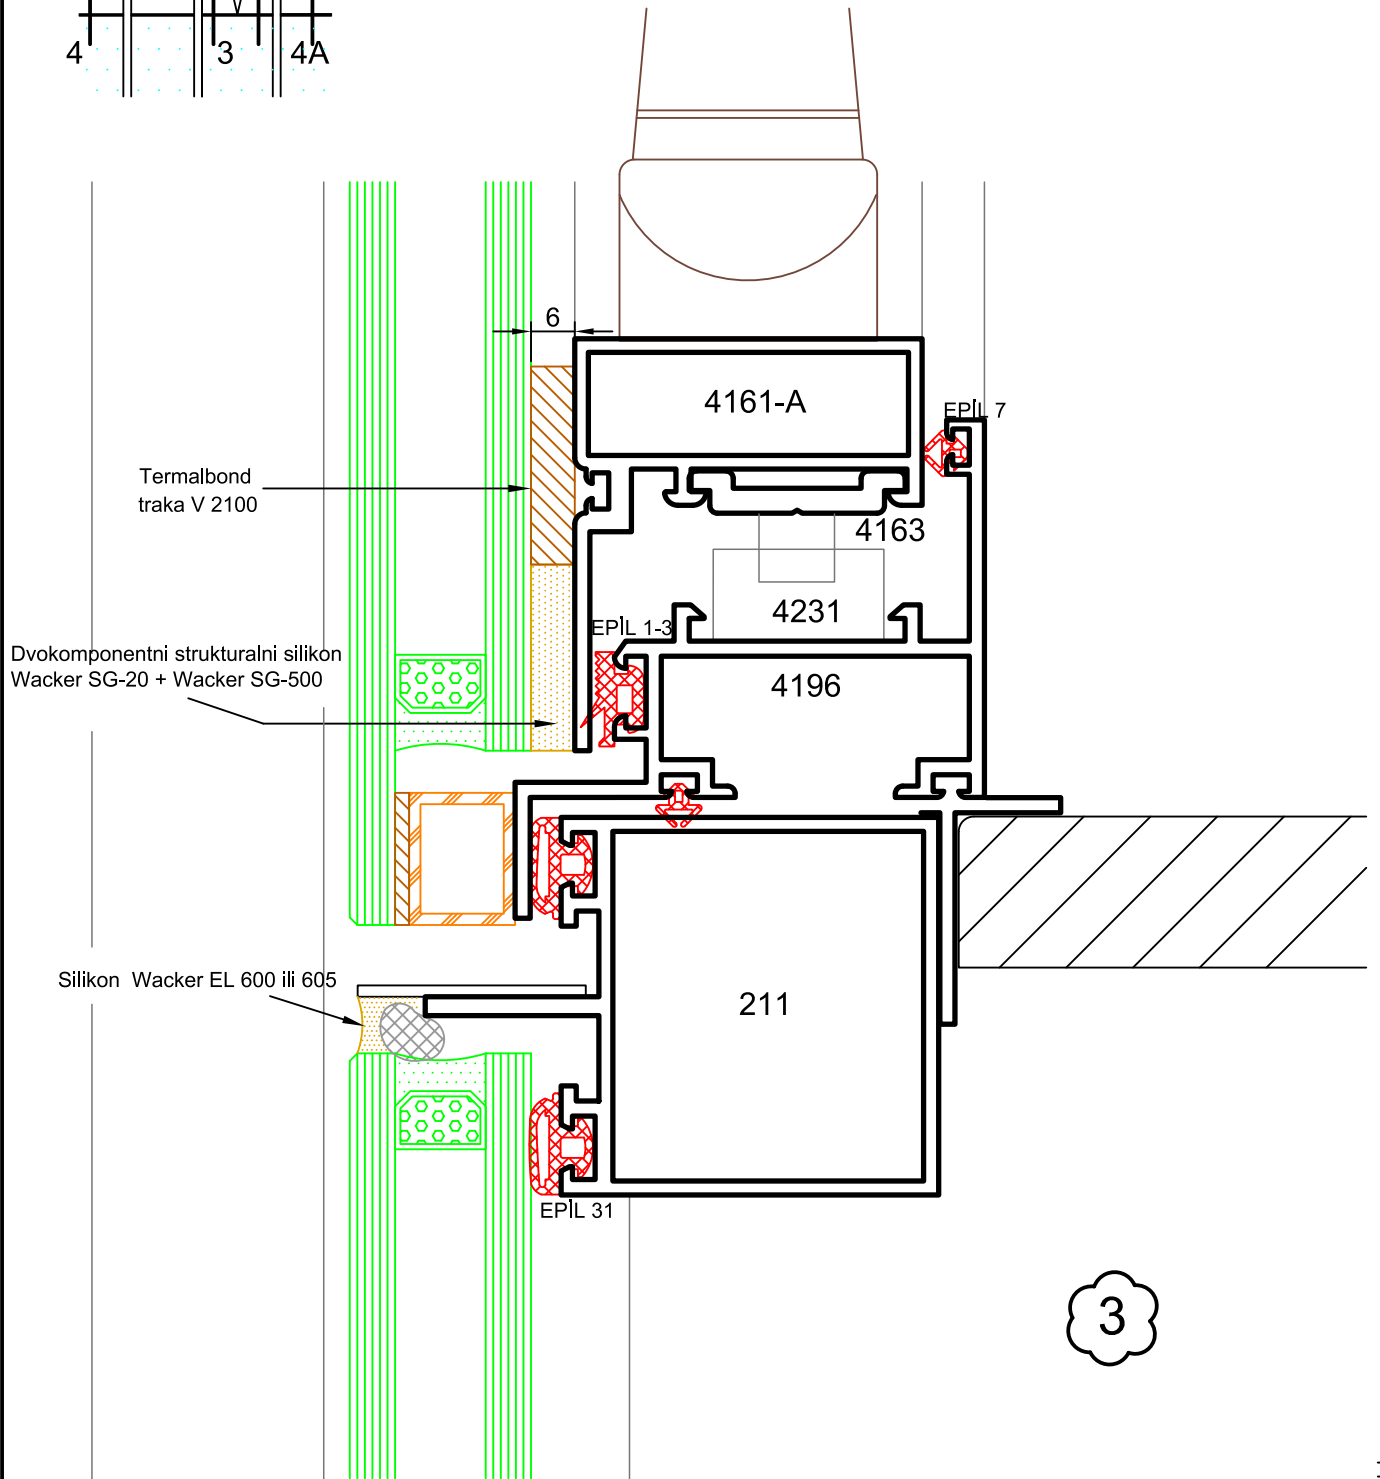 4 3 4A
6
4161-A
EPİL 7
Termalbond
traka V 2100
4163
4231
EPİL 1-3
Dvokomponentni strukturalni silikon
Wacker SG-20 + Wacker SG-500
4196
Silikon Wacker EL 600 ili 605
211
EPİL 31
3